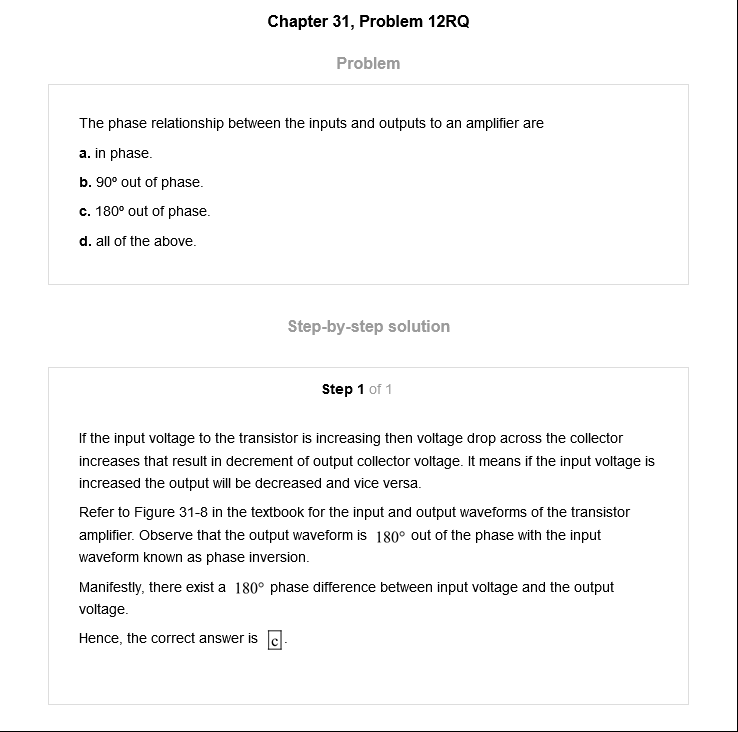 Chapter 31, Problem 12RQ
Problem
The phase relationship between the inputs and outputs to an amplifier are
a. in phase.
b. 90º out of phase.
c. 180º out of phase.
d. all of the above.
Step-by-step solution
Step 1 of 1
If the input voltage to the transistor is increasing then voltage drop across the collector
increases that result in decrement of output collector voltage. It means if the input voltage is
increased the output will be decreased and vice versa.
Refer to Figure 31-8 in the textbook for the input and output waveforms of the transistor
amplifier. Observe that the output waveform is 180° out of the phase with the input
waveform known as phase inversion.
Manifestly, there exist a 180° phase difference between input voltage and the output
voltage.
Hence, the correct answer is c.